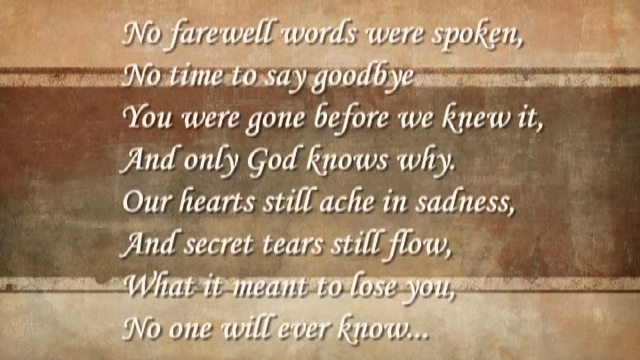 No farewell words were spoken,
No time to say goodbye
You were gone before we knew it,
And only God knows why.
Our hearts still ache in sadness,
And secret tears still flow,
What it meant to lose you,
No one will ever know...